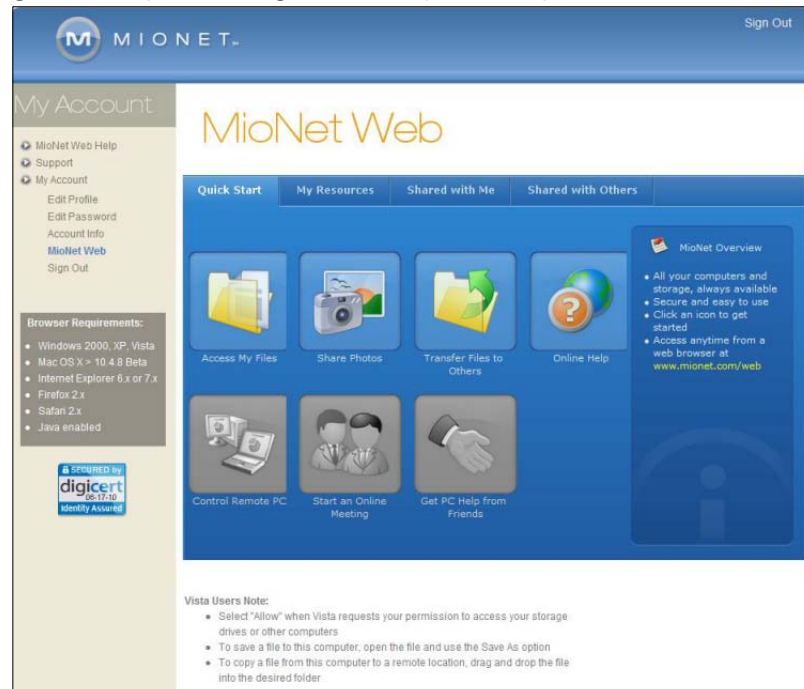 Sign Out
M MIONET
My Account
MioNet Web Help
Support
My Account
Edit Profile
Edit Password
Account Info
MioNet Web
Sign Out
Browser Requirements:
Windows 2000, XP, Vista
Mac OS X > 10.4.8 Beta
Internet Explorer 6.x or 7.x
Firefox 2.x
Safari 2.x
Java enabled
SECURED by
digicert
06-17-10
Identity Assured
MioNet Web
Quick Start My Resources Shared with Me Shared with Others
Access My Files
Share Photos
Transfer Files to
Others
Online Help
Control Remote PC
Start an Online
Meeting
Get PC Help from
Friends
MioNet Overview
All your computers and
storage, always available
Secure and easy to use
Click an icon to get
started
Access anytime from a
web browser at
www.mionet.com/web
Vista Users Note:
Select "Allow" when Vista requests your permission to access your storage
drives or other computers
To save a file to this computer, open the file and use the Save As option
To copy a file from this computer to a remote location, drag and drop the file
into the desired folder